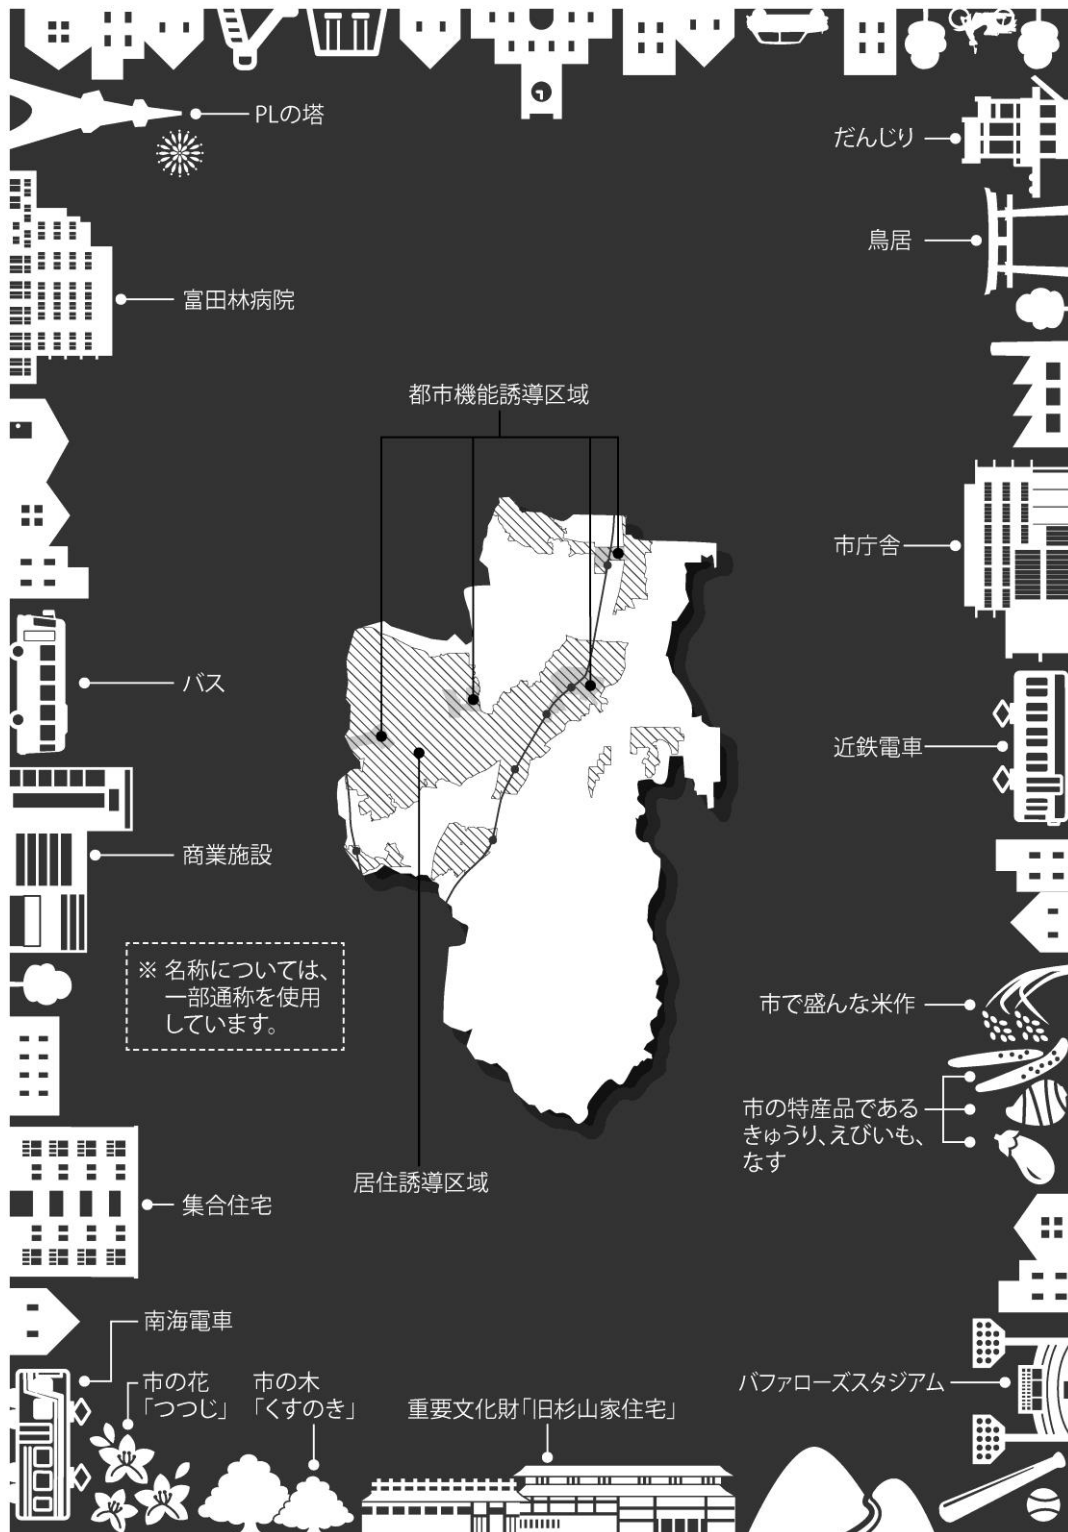 PLの塔
だんじり
鳥居
富田林病院
都市機能誘導区域
市庁舎
バス
近鉄電車
商業施設
※ 名称については、
一部通称を使用
しています。
市で盛んな米作
市の特産品である
きゅうり、えびいも、
なす
居住誘導区域
集合住宅
南海電車
市の花
「つつじ」
市の木
「くすのき」
重要文化財「旧杉山家住宅」
バファローズスタジアム